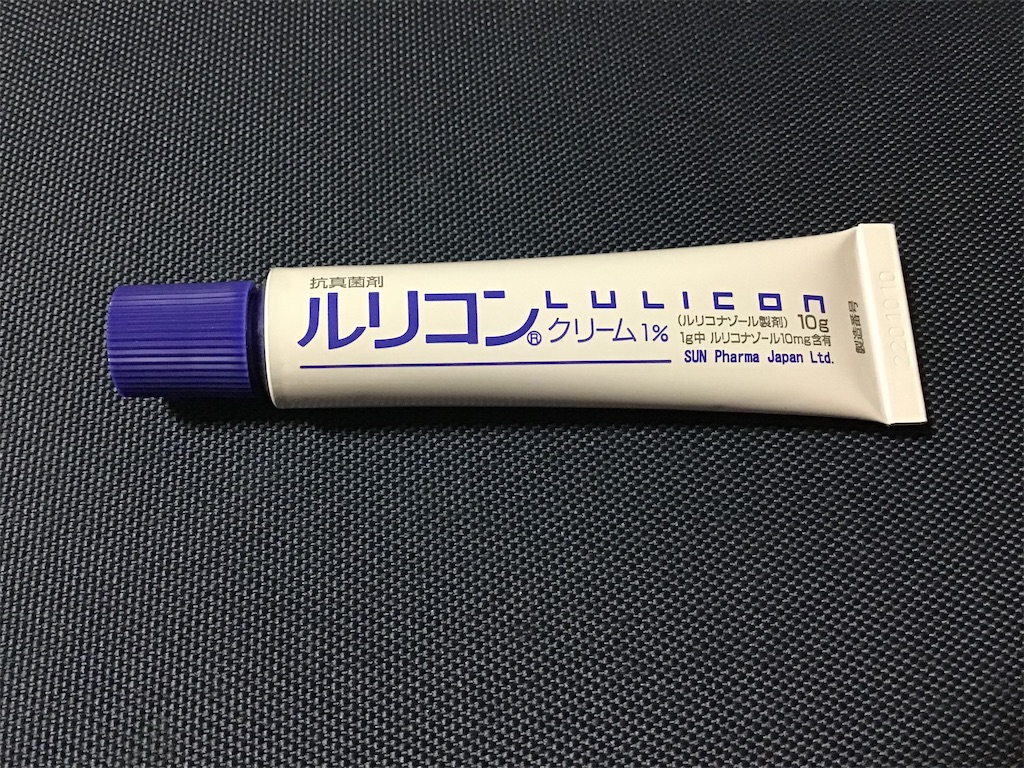 抗真菌剤
ルリコン® LULICON
クリーム1%
(ルリコナゾール製剤) 10g
1g中 ルリコナゾール10mg含有
SUN Pharma Japan Ltd.
製造番号